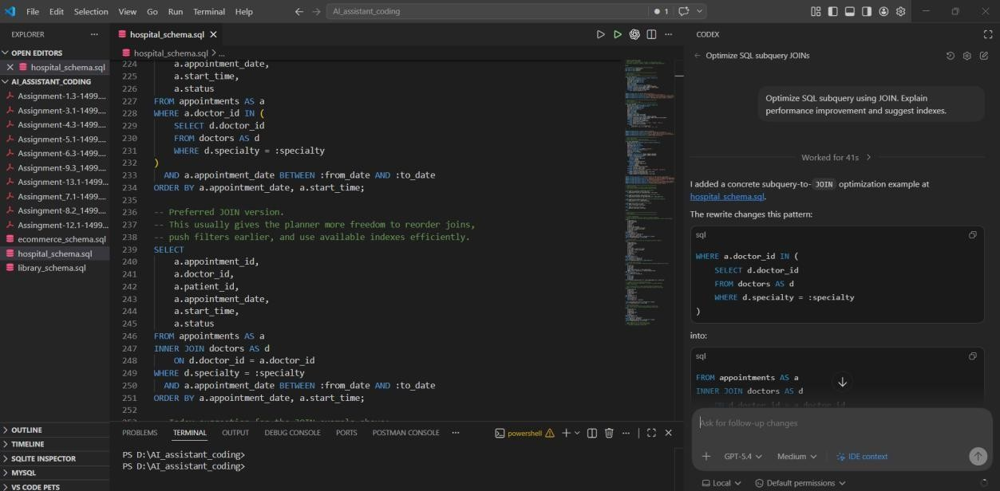 File Edit Selection View Go Run Terminal Help
AI_assistant_coding
1
EXPLORER
OPEN EDITORS
hospital_schema.sql
AI_ASSISTANT_CODING
Assignment-1.3-1499....
Assignment-3.1-1499....
Assignment-4.3-1499....
Assignment-5.1-1499....
Assignment-6.3-1499....
Assignment-9.3_1499....
Assignment-13.1-1499...
Assingment_7.1-1499....
Assingment-8.2_1499....
Assingment-12.1-1499...
ecommerce_schema.sql
hospital_schema.sql
library_schema.sql
OUTLINE
TIMELINE
SQLITE INSPECTOR
MYSQL
VS CODE PETS
hospital_schema.sql
hospital_schema.sql > ...
224 a.appointment_date,
225 a.start_time,
226 a.status
227 FROM appointments AS a
228 WHERE a.doctor_id IN (
229 SELECT d.doctor_id
230 FROM doctors AS d
231 WHERE d.specialty = :specialty
232 )
233 AND a.appointment_date BETWEEN :from_date AND :to_date
234 ORDER BY a.appointment_date, a.start_time;
235
236 -- Preferred JOIN version.
237 -- This usually gives the planner more freedom to reorder joins,
238 -- push filters earlier, and use available indexes efficiently.
239 SELECT
240 a.appointment_id,
241 a.doctor_id,
242 a.patient_id,
243 a.appointment_date,
244 a.start_time,
245 a.status
246 FROM appointments AS a
247 INNER JOIN doctors AS d
248 ON d.doctor_id = a.doctor_id
249 WHERE d.specialty = :specialty
250 AND a.appointment_date BETWEEN :from_date AND :to_date
251 ORDER BY a.appointment_date, a.start_time;
252
PROBLEMS TERMINAL OUTPUT DEBUG CONSOLE PORTS POSTMAN CONSOLE
powershell
PS D:\AI_assistant_coding>
PS D:\AI_assistant_coding>
CODEX
Optimize SQL subquery JOINs
Optimize SQL subquery using JOIN. Explain
performance improvement and suggest indexes.
Worked for 41s
I added a concrete subquery-to- JOIN optimization example at
hospital_schema.sql.
The rewrite changes this pattern:
sql
WHERE a.doctor_id IN (
SELECT d.doctor_id
FROM doctors AS d
WHERE d.specialty = :specialty
)
into:
sql
FROM appointments AS a
INNER JOIN doctors AS d
ON d.doctor_id = a.doctor_id
Ask for follow-up changes
GPT-5.4 Medium IDE context
Local Default permissions